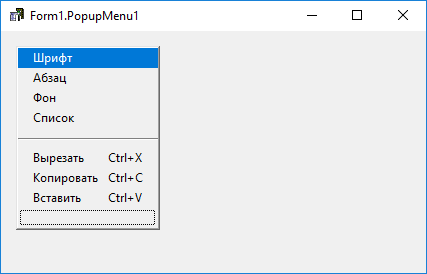 Form1.PopupMenu1
Шрифт
Абзац
Фон
Список
Вырезать Ctrl+X
Копировать Ctrl+C
Вставить Ctrl+V